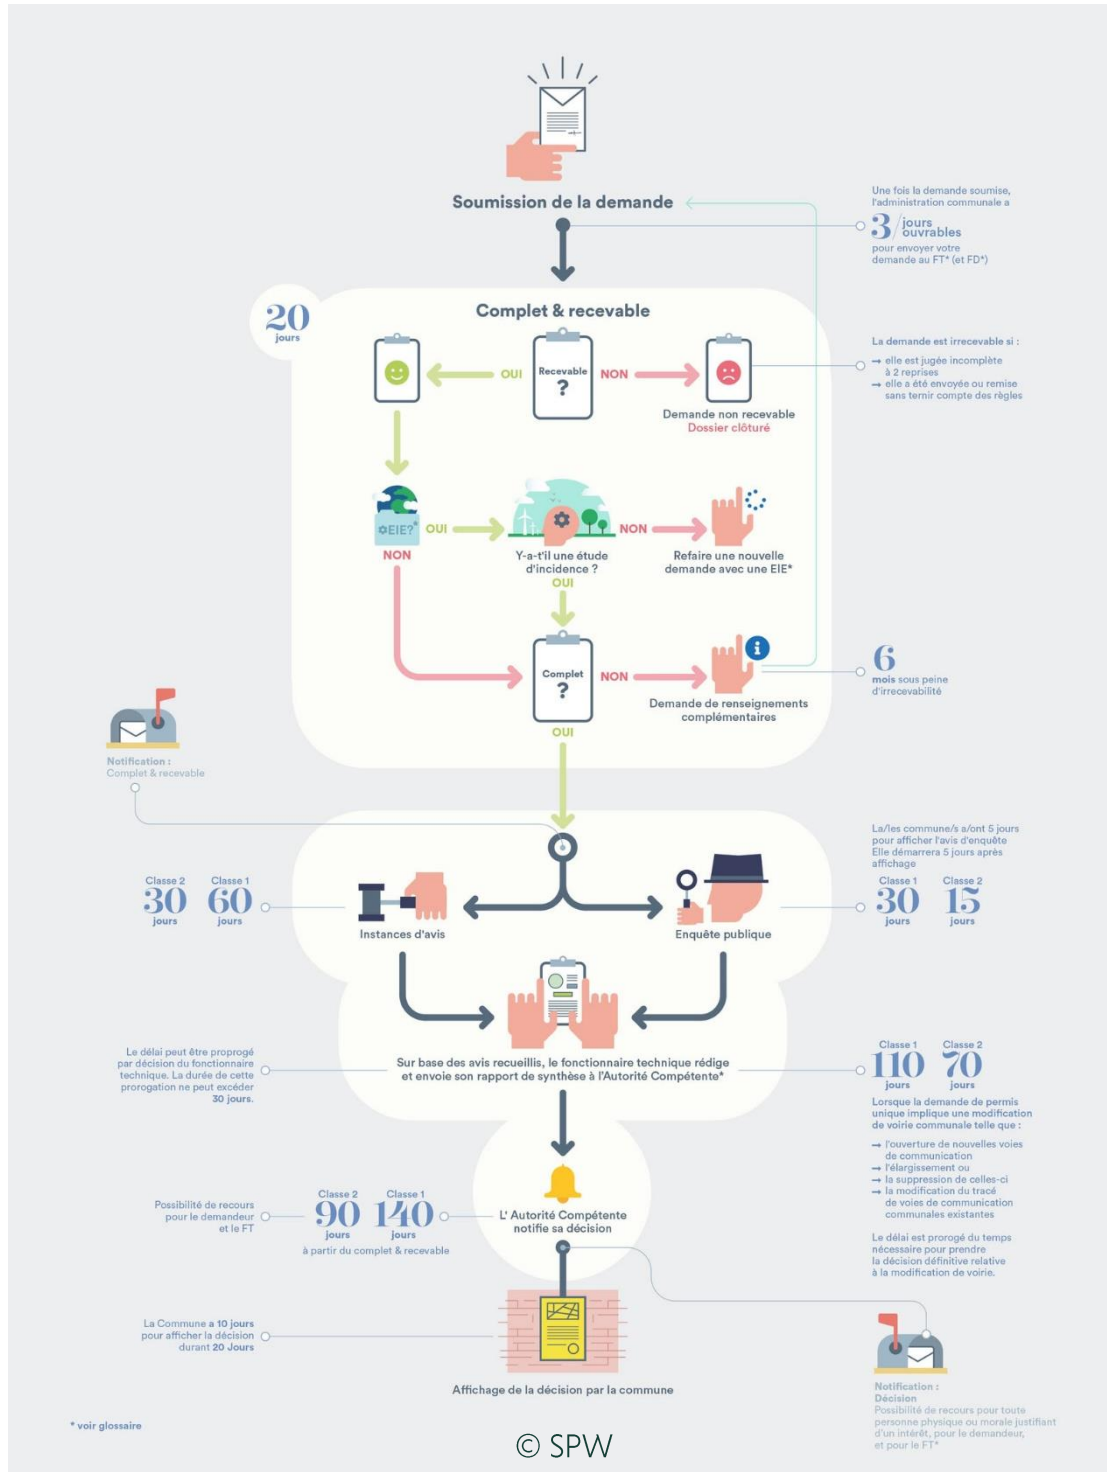 Soumission de la demande
Une fois la demande soumise,
l'administration communale a
3/jours
ouvrables
pour envoyer votre
demande au FT* (et FD*)
20
jours
Complet & recevable
Recevable
?
OUI
NON
Demande non recevable
Dossier clôturé
La demande est irrecevable si :
→ elle est jugée incomplète
à 2 reprises
→ elle a été envoyée ou remise
sans ternir compte des règles
EIE?*
OUI
NON
Y-a-t'il une étude
d'incidence ?
OUI
NON
Refaire une nouvelle
demande avec une EIE*
Complet
?
NON
Demande de renseignements
complémentaires
6
mois sous peine
d'irrecevabilité
OUI
Notification :
Complet & recevable
La/les commune/s a/ont 5 jours
pour afficher l'avis d'enquête
Elle démarrera 5 jours après
affichage
Classe 2
30
jours
Classe 1
60
jours
Instances d'avis
Enquête publique
Classe 1
30
jours
Classe 2
15
jours
Le délai peut être proprogé
par décision du fonctionnaire
technique. La durée de cette
prorogation ne peut excéder
30 jours.
Sur base des avis recueillis, le fonctionnaire technique rédige
et envoie son rapport de synthèse à l'Autorité Compétente*
Classe 1
110
jours
Classe 2
70
jours
Lorsque la demande de permis
unique implique une modification
de voirie communale telle que :
→ l'ouverture de nouvelles voies
de communication
→ l'élargissement ou
→ la suppression de celles-ci
→ la modification du tracé
de voies de communication
communales existantes
Le délai est prorogé du temps
nécessaire pour prendre
la décision définitive relative
à la modification de voirie.
Possibilité de recours
pour le demandeur
et le FT
Classe 2
90
jours
Classe 1
140
jours
à partir du complet & recevable
L' Autorité Compétente
notifie sa décision
La Commune a 10 jours
pour afficher la décision
durant 20 Jours
Affichage de la décision par la commune
Notification :
Décision
Possibilité de recours pour toute
personne physique ou morale justifiant
d'un intérêt, pour le demandeur,
et pour le FT*
* voir glossaire
© SPW